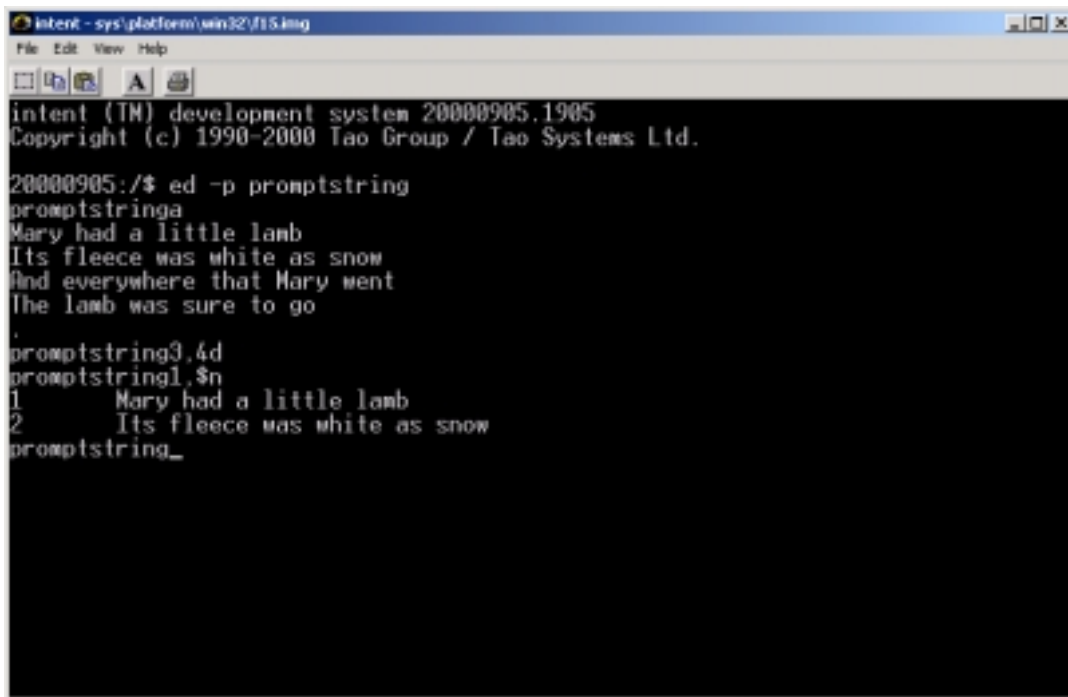 intent - sys\platform\win32\f15.img
File Edit View Help
A
intent (TM) development system 20000905.1905
Copyright (c) 1990-2000 Tao Group / Tao Systems Ltd.
20000905:/$ ed -p promptstring
promptstringa
Mary had a little lamb
Its fleece was white as snow
And everywhere that Mary went
The lamb was sure to go
.
promptstring3,4d
promptstring1,$n
1 Mary had a little lamb
2 Its fleece was white as snow
promptstring_